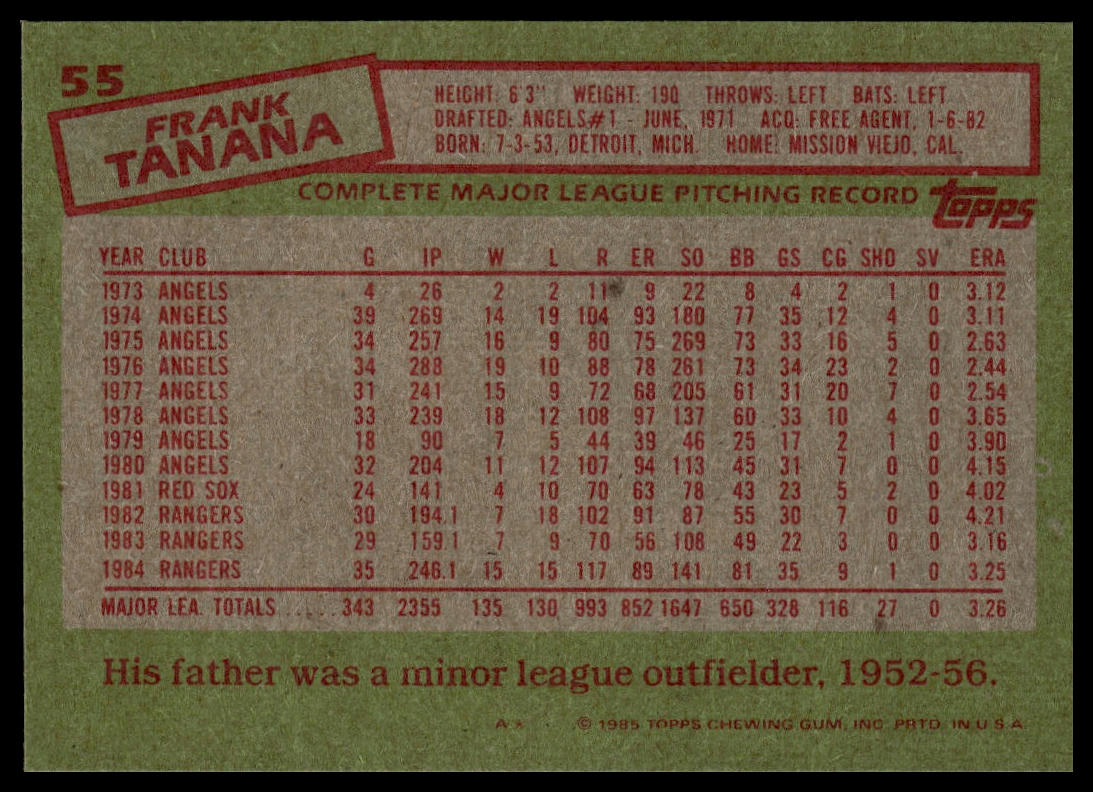 55
FRANK
TANANA
HEIGHT: 6'3" WEIGHT: 190 THROWS: LEFT BATS: LEFT
DRAFTED: ANGELS #1 - JUNE, 1971 ACQ: FREE AGENT, 1-6-82
BORN: 7-3-53, DETROIT, MICH. HOME: MISSION VIEJO, CAL.
COMPLETE MAJOR LEAGUE PITCHING RECORD topps
YEAR CLUB G IP W L R ER SO BB GS CG SHO SV ERA
1973 ANGELS 4 26 2 2 11 9 22 8 4 2 1 0 3.12
1974 ANGELS 39 269 14 19 104 93 180 77 35 12 4 0 3.11
1975 ANGELS 34 257 16 9 80 75 269 73 33 16 5 0 2.63
1976 ANGELS 34 288 19 10 88 78 261 73 34 23 2 0 2.44
1977 ANGELS 31 241 15 9 72 68 205 61 31 20 7 0 2.54
1978 ANGELS 33 239 18 12 108 97 137 60 33 10 4 0 3.65
1979 ANGELS 18 90 7 5 44 39 46 25 17 2 1 0 3.90
1980 ANGELS 32 204 11 12 107 94 113 45 31 7 0 0 4.15
1981 RED SOX 24 141 4 10 70 63 78 43 23 5 2 0 4.02
1982 RANGERS 30 194.1 7 18 102 91 87 55 30 7 0 0 4.21
1983 RANGERS 29 159.1 7 9 70 56 108 49 22 3 0 0 3.16
1984 RANGERS 35 246.1 15 15 117 89 141 81 35 9 1 0 3.25
MAJOR LEA. TOTALS ...... 343 2355 135 130 993 852 1647 650 328 116 27 0 3.26
His father was a minor league outfielder, 1952-56.
A* © 1985 TOPPS CHEWING GUM, INC. PRTD. IN U.S.A.